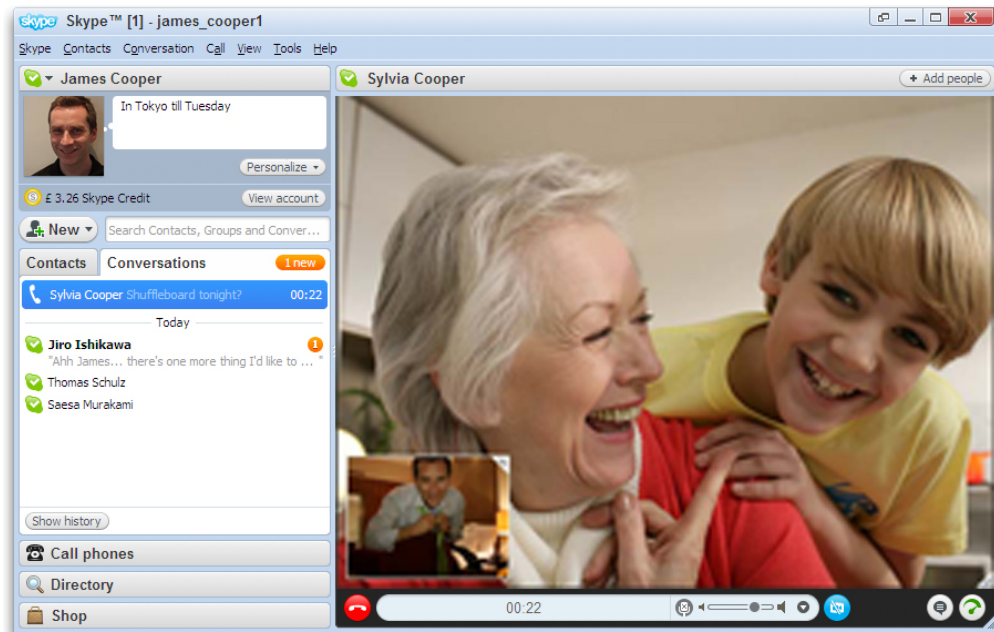 skype Skype™ [1] - james_cooper1
Skype Contacts Conversation Call View Tools Help
James Cooper
In Tokyo till Tuesday
Personalize
S £ 3.26 Skype Credit View account
New Search Contacts, Groups and Conver...
Contacts Conversations 1 new
Sylvia Cooper Shuffleboard tonight? 00:22
Today
Jiro Ishikawa 1
"Ahh James... there's one more thing I'd like to ... "
Thomas Schulz
Saesa Murakami
Show history
Call phones
Directory
Shop
Sylvia Cooper + Add people
00:22